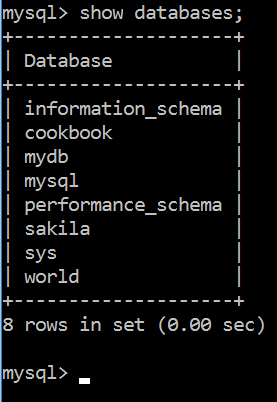 mysql> show databases;
+--------------------+
| Database           |
+--------------------+
| information_schema |
| cookbook           |
| mydb               |
| mysql              |
| performance_schema |
| sakila             |
| sys                |
| world              |
+--------------------+
8 rows in set (0.00 sec)
mysql>